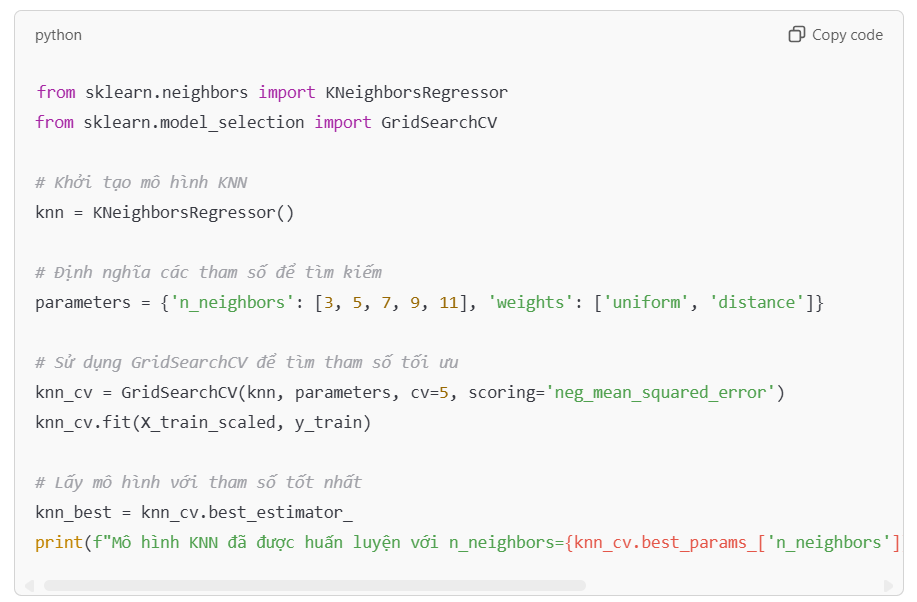 python
Copy code
from sklearn.neighbors import KNeighborsRegressor
from sklearn.model_selection import GridSearchCV
# Khởi tạo mô hình KNN
knn = KNeighborsRegressor()
# Định nghĩa các tham số để tìm kiếm
parameters = {'n_neighbors': [3, 5, 7, 9, 11], 'weights': ['uniform', 'distance']}
# Sử dụng GridSearchCV để tìm tham số tối ưu
knn_cv = GridSearchCV(knn, parameters, cv=5, scoring='neg_mean_squared_error')
knn_cv.fit(X_train_scaled, y_train)
# Lấy mô hình với tham số tốt nhất
knn_best = knn_cv.best_estimator_
print(f"Mô hình KNN đã được huấn luyện với n_neighbors={knn_cv.best_params_['n_neighbors']